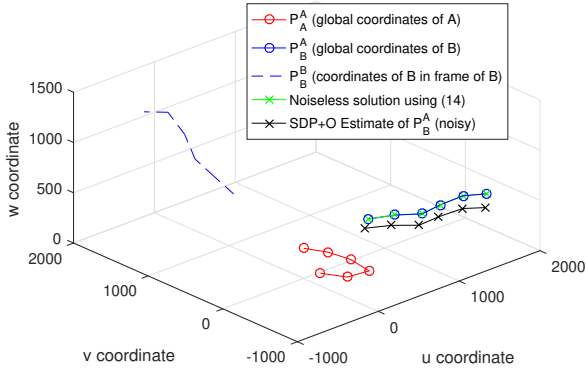 P_A^A (global coordinates of A)
P_B^A (global coordinates of B)
P_B^B (coordinates of B in frame of B)
Noiseless solution using (14)
SDP+O Estimate of P_B^A (noisy)
1500
1000
500
0
w coordinate
2000
1000
0
-1000
v coordinate
-1000
0
1000
2000
u coordinate